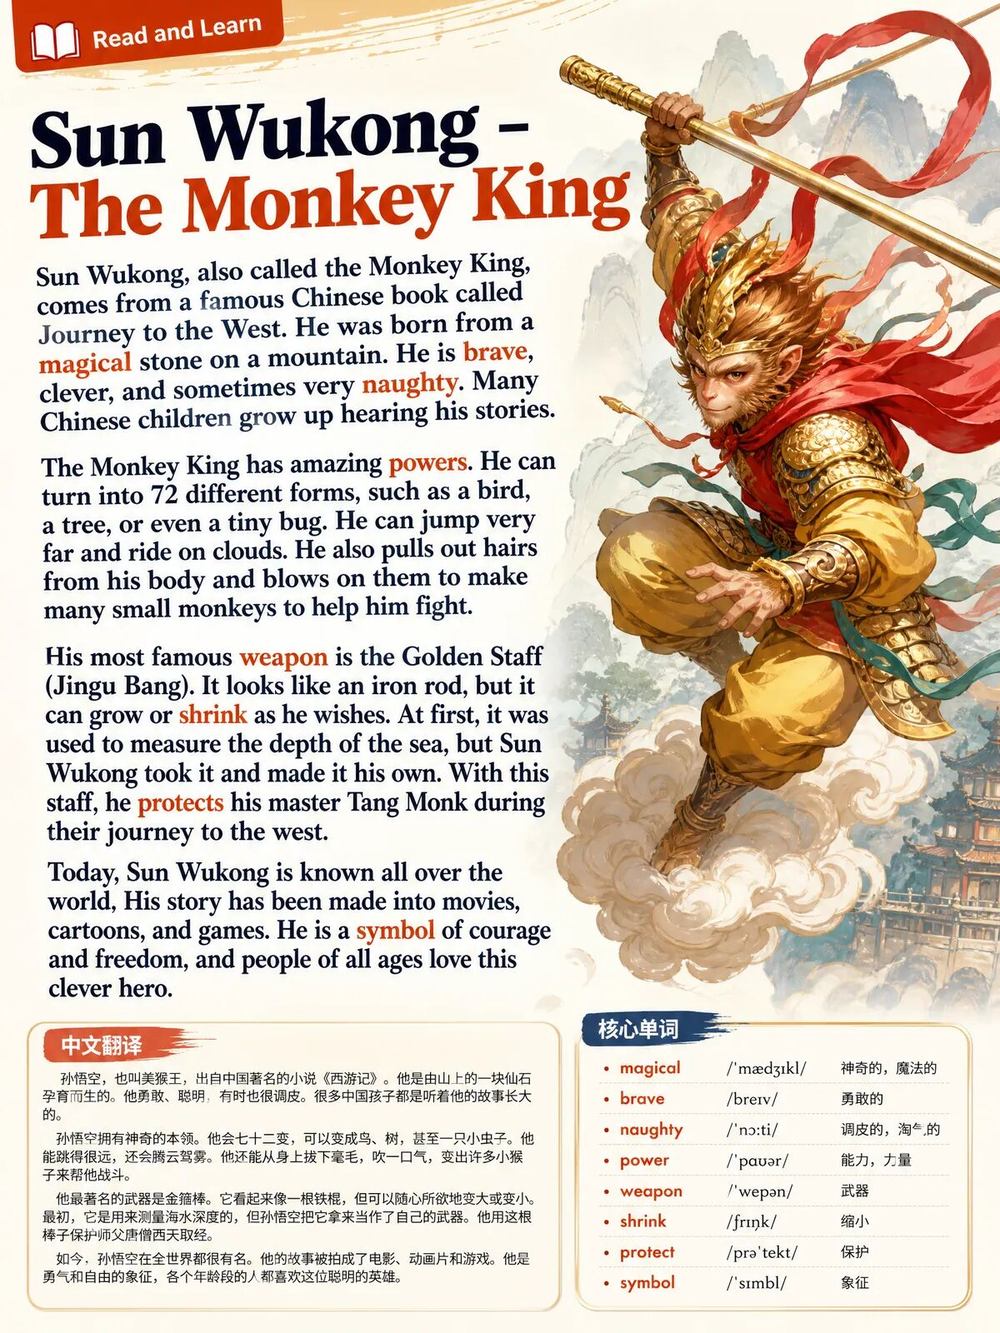 Read and Learn
Sun Wukong –
The Monkey King
Sun Wukong, also called the Monkey King,
comes from a famous Chinese book called
Journey to the West. He was born from a
magical stone on a mountain. He is brave,
clever, and sometimes very naughty. Many
Chinese children grow up hearing his stories.
The Monkey King has amazing powers. He can
turn into 72 different forms, such as a bird,
a tree, or even a tiny bug. He can jump very
far and ride on clouds. He also pulls out hairs
from his body and blows on them to make
many small monkeys to help him fight.
His most famous weapon is the Golden Staff
(Jingu Bang). It looks like an iron rod, but it
can grow or shrink as he wishes. At first, it was
used to measure the depth of the sea, but Sun
Wukong took it and made it his own. With this
staff, he protects his master Tang Monk during
their journey to the west.
Today, Sun Wukong is known all over the
world, His story has been made into movies,
cartoons, and games. He is a symbol of courage
and freedom, and people of all ages love this
clever hero.
中文翻译
孙悟空，也叫美猴王，出自中国著名的小说《西游记》。他是由山上的一块仙石
孕育而生的。他勇敢、聪明，有时也很调皮。很多中国孩子都是听着他的故事长大
的。
孙悟空拥有神奇的本领。他会七十二变，可以变成鸟、树，甚至一只小虫子。他
能跳得很远，还会腾云驾雾。他还能从身上拔下毫毛，吹一口气，变出许多小猴
子来帮他战斗。
他最著名的武器是金箍棒。它看起来像一根铁棍，但可以随心所欲地变大或变小。
最初，它是用来测量海水深度的，但孙悟空把它拿来当作了自己的武器。他用这根
棒子保护师父唐僧西天取经。
如今，孙悟空在全世界都很有名。他的故事被拍成了电影、动画片和游戏。他是
勇气和自由的象征，各个年龄段的人都喜欢这位聪明的英雄。
核心单词
• magical /ˈmædʒɪkl/ 神奇的，魔法的
• brave /breɪv/ 勇敢的
• naughty /ˈnɔːti/ 调皮的，淘气的
• power /ˈpaʊər/ 能力，力量
• weapon /ˈwepən/ 武器
• shrink /ʃrɪŋk/ 缩小
• protect /prəˈtekt/ 保护
• symbol /ˈsɪmbl/ 象征